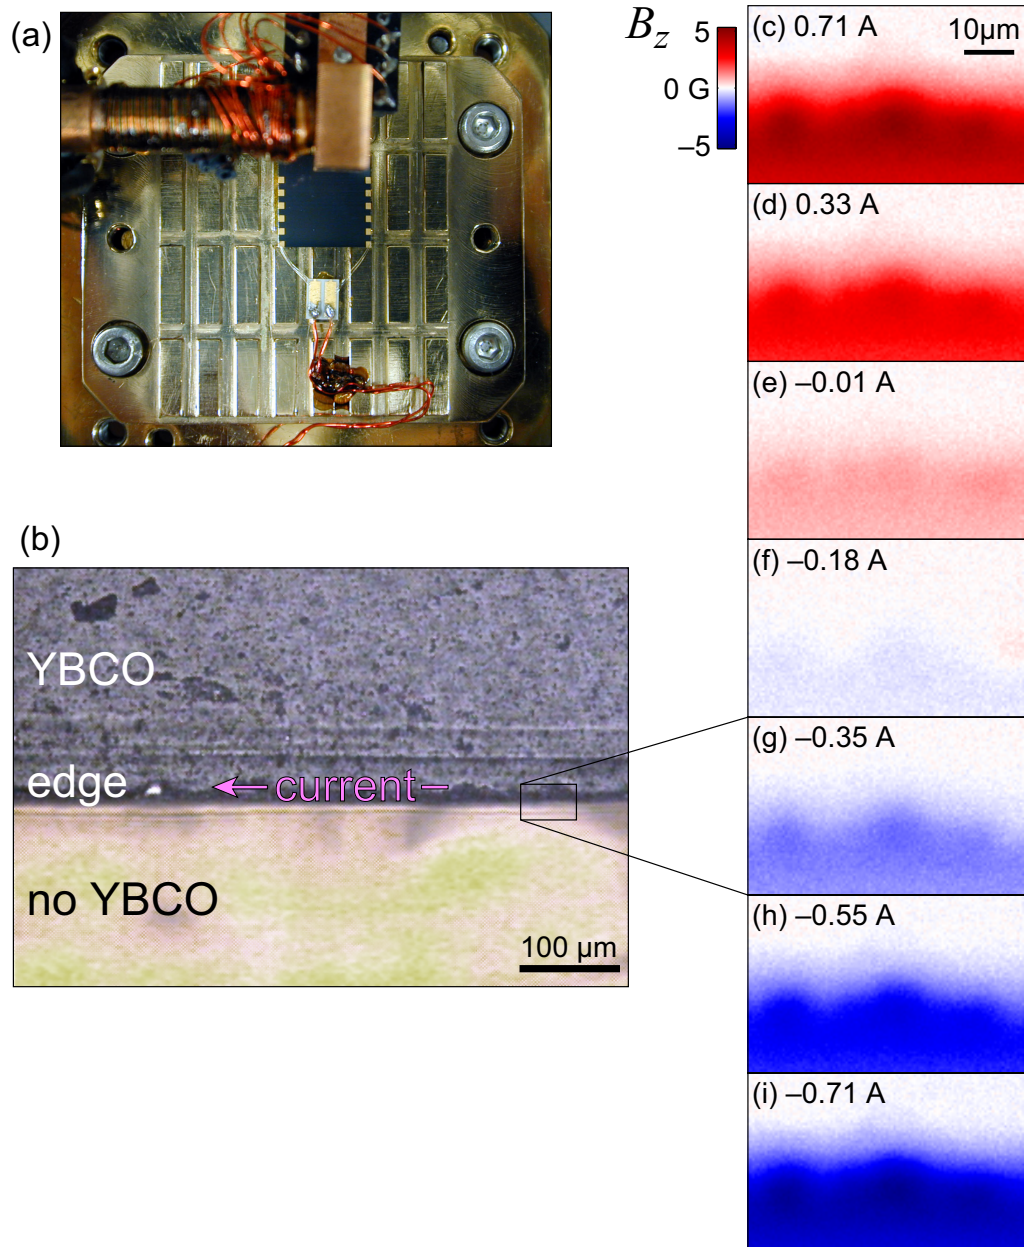 (a)
B_z
5
0 G
–5
(c) 0.71 A
10µm
(d) 0.33 A
(e) –0.01 A
(f) –0.18 A
(g) –0.35 A
(h) –0.55 A
(i) –0.71 A
(b)
YBCO
edge
current
no YBCO
100 µm